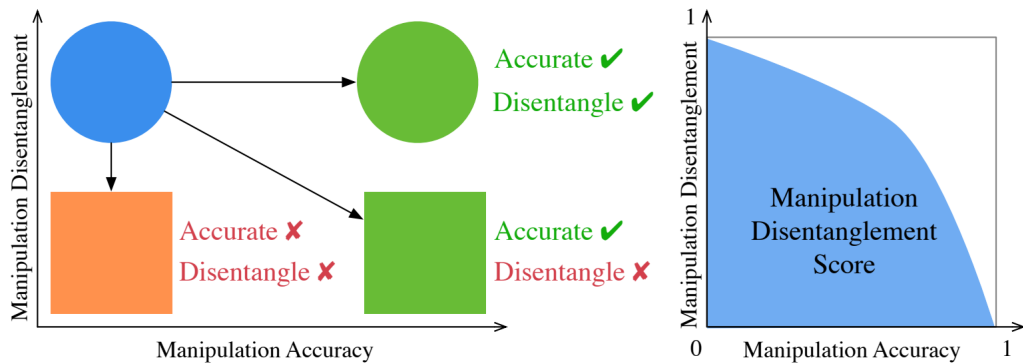 Manipulation Disentanglement
Accurate ✔
Disentangle ✔
Accurate ✘
Disentangle ✘
Accurate ✔
Disentangle ✘
Manipulation Accuracy
1
Manipulation Disentanglement
Manipulation
Disentanglement
Score
0
Manipulation Accuracy
1